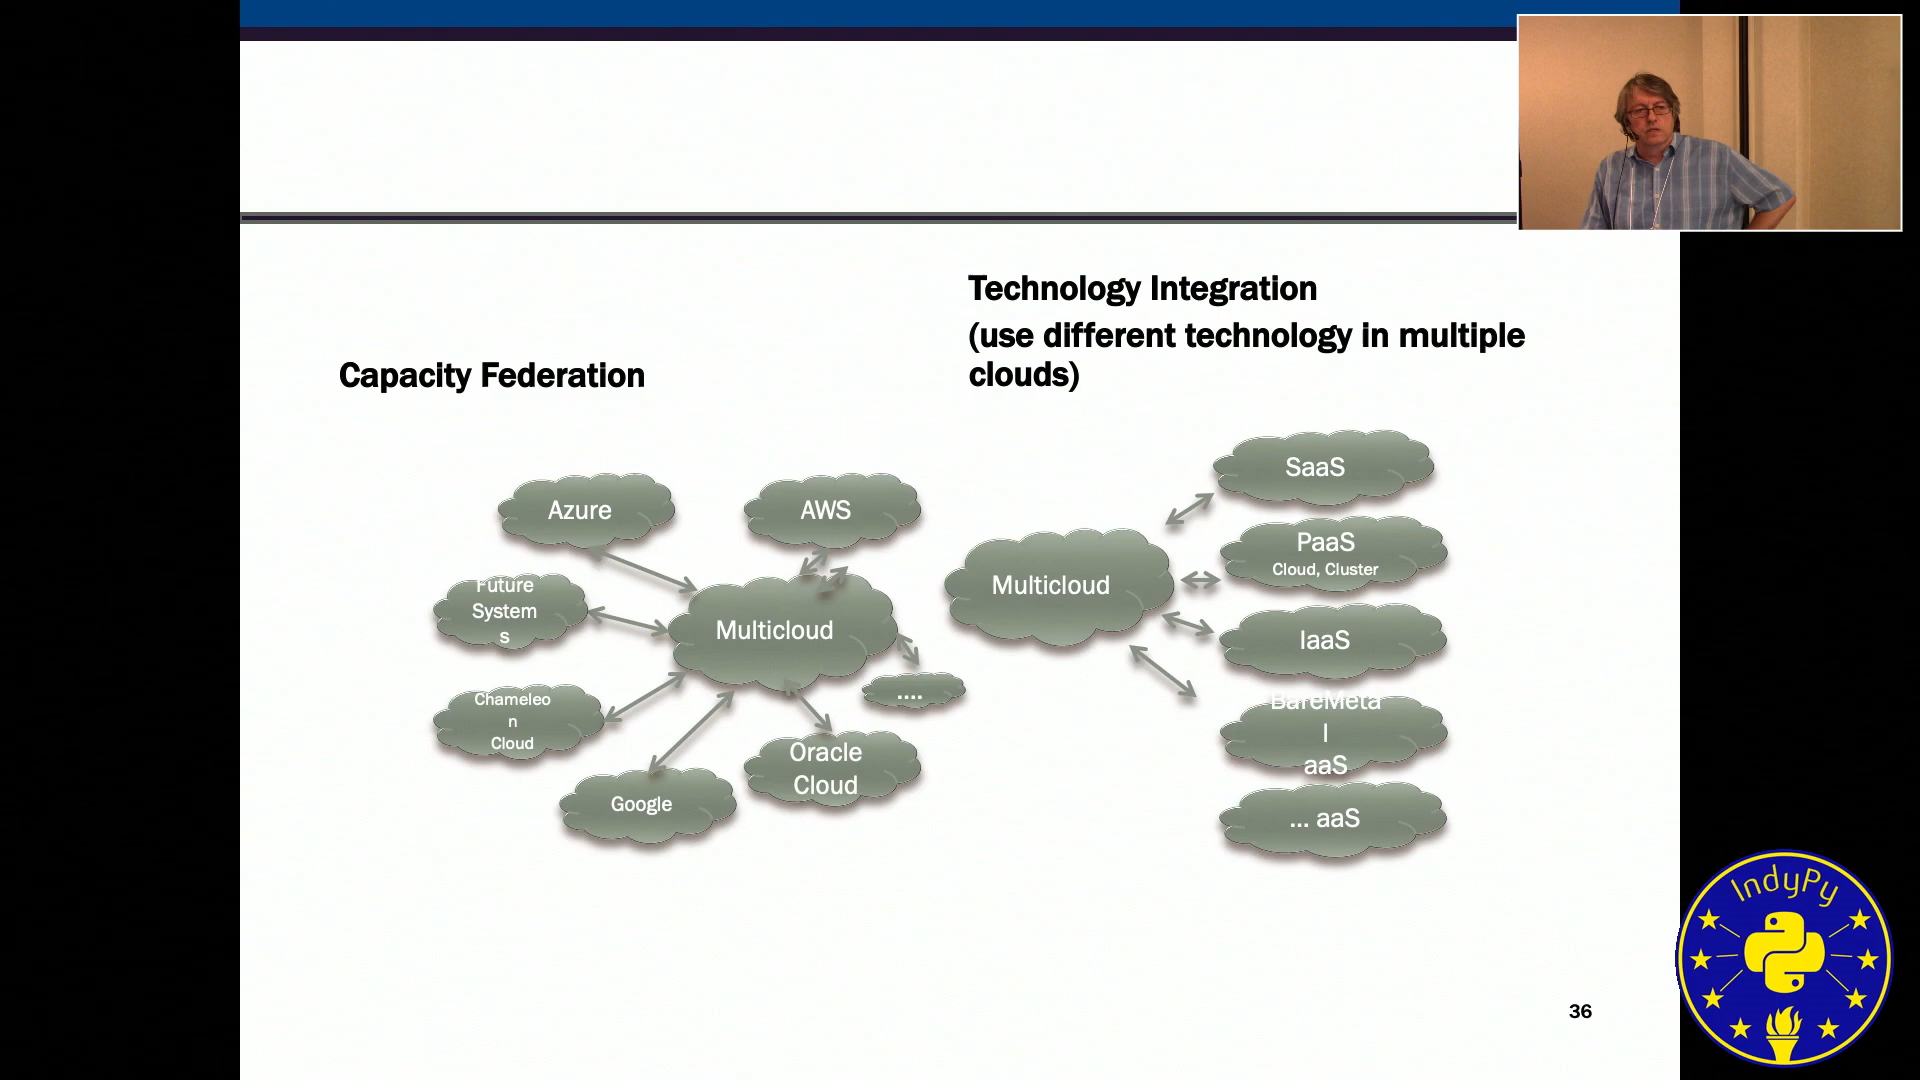 Technology Integration
(use different technology in multiple
clouds)
Capacity Federation
Azure
AWS
Future
System
s
Multicloud
....
Chameleo
n
Cloud
Oracle
Cloud
Google
SaaS
Multicloud
PaaS
Cloud, Cluster
IaaS
BareMeta
l
aaS
... aaS
36
IndyPy